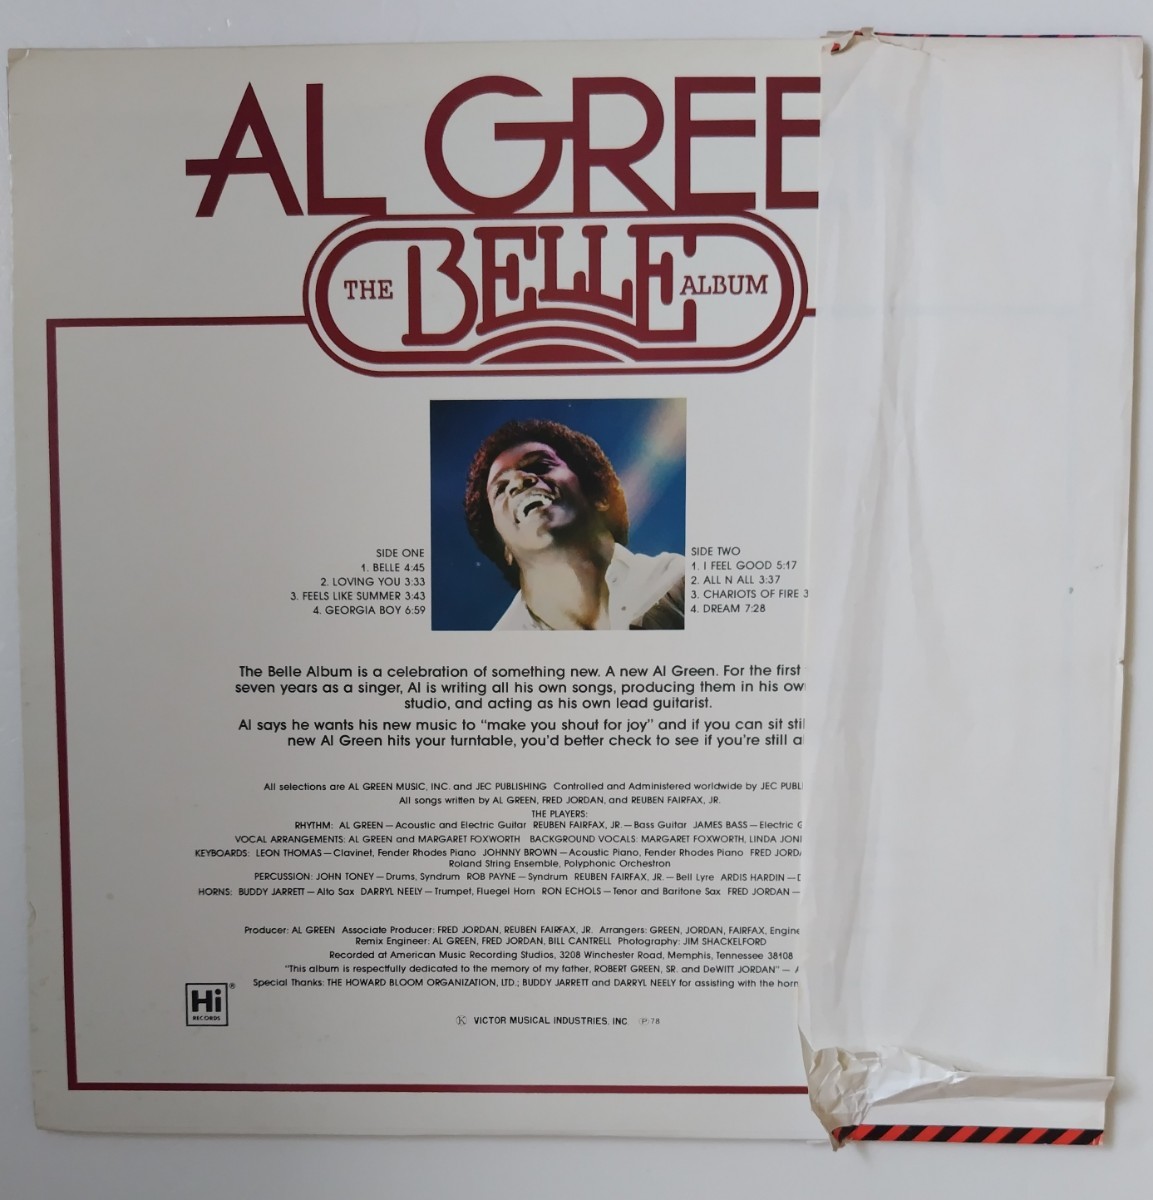 AL GREE
THE BELLE ALBUM
SIDE ONE
1. BELLE 4:45
2. LOVING YOU 3:33
3. FEELS LIKE SUMMER 3:43
4. GEORGIA BOY 6:59
SIDE TWO
1. I FEEL GOOD 5:17
2. ALL N ALL 3:37
3. CHARIOTS OF FIRE 3
4. DREAM 7:28
The Belle Album is a celebration of something new. A new Al Green. For the first
seven years as a singer, Al is writing all his own songs, producing them in his ow
studio, and acting as his own lead guitarist.
Al says he wants his new music to "make you shout for joy" and if you can sit stil
new Al Green hits your turntable, you'd better check to see if you're still a
All selections are AL GREEN MUSIC, INC. and JEC PUBLISHING Controlled and Administered worldwide by JEC PUBL
All songs written by AL GREEN, FRED JORDAN, and REUBEN FAIRFAX, JR.
THE PLAYERS:
RHYTHM: AL GREEN — Acoustic and Electric Guitar REUBEN FAIRFAX, JR. — Bass Guitar JAMES BASS — Electric G
VOCAL ARRANGEMENTS: AL GREEN and MARGARET FOXWORTH BACKGROUND VOCALS: MARGARET FOXWORTH, LINDA JON
KEYBOARDS: LEON THOMAS — Clavinet, Fender Rhodes Piano JOHNNY BROWN — Acoustic Piano, Fender Rhodes Piano FRED JORDA
Roland String Ensemble, Polyphonic Orchestron
PERCUSSION: JOHN TONEY — Drums, Syndrum ROB PAYNE — Syndrum REUBEN FAIRFAX, JR. — Bell Lyre ARDIS HARDIN —
HORNS: BUDDY JARRETT — Alto Sax DARRYL NEELY — Trumpet, Fluegel Horn RON ECHOLS — Tenor and Baritone Sax FRED JORDAN —
Producer: AL GREEN Associate Producer: FRED JORDAN, REUBEN FAIRFAX, JR. Arrangers: GREEN, JORDAN, FAIRFAX, Engine
Remix Engineer: AL GREEN, FRED JORDAN, BILL CANTRELL Photography: JIM SHACKELFORD
Recorded at American Music Recording Studios, 3208 Winchester Road, Memphis, Tennessee 38108
"This album is respectfully dedicated to the memory of my father, ROBERT GREEN, SR. and DeWITT JORDAN" — A
Special Thanks: THE HOWARD BLOOM ORGANIZATION, LTD.; BUDDY JARRETT and DARRYL NEELY for assisting with the horn
Hi ®
RECORDS
Ⓚ VICTOR MUSICAL INDUSTRIES, INC ℗ 78